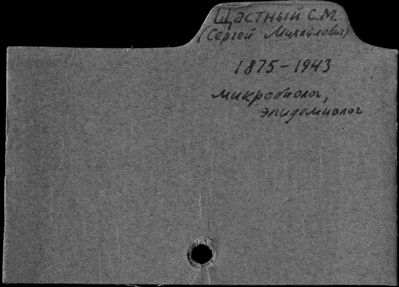 Щастный С.М.
(Сергей Михайлович)
1875-1943
микробиолог,
эпидемиолог